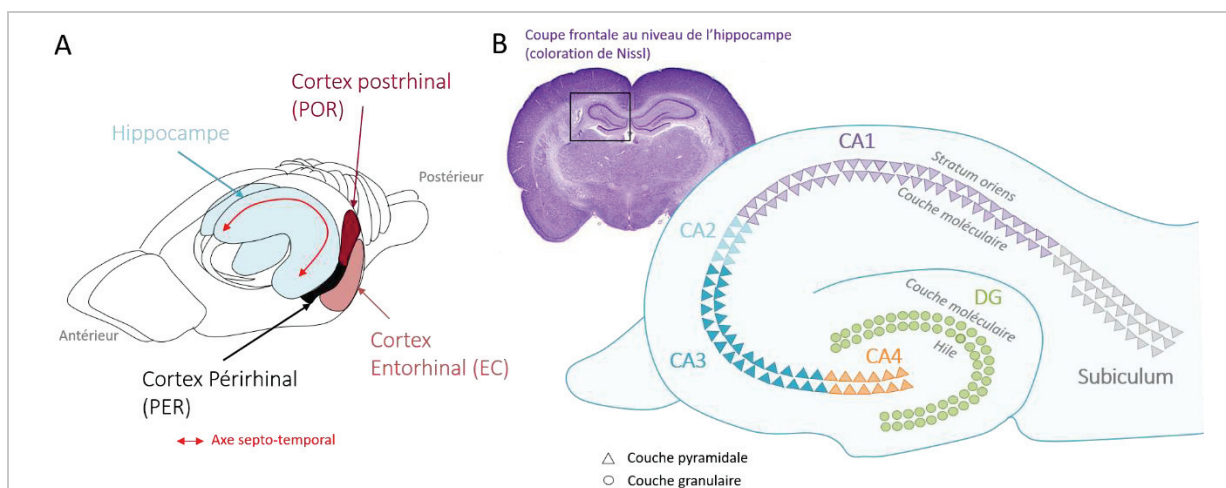 A
Cortex postrhinal
(POR)
Hippocampe
Postérieur
Antérieur
Cortex
Entorhinal (EC)
Cortex Périrhinal
(PER)
Axe septo-temporal
B
Coupe frontale au niveau de l'hippocampe
(coloration de Nissl)
CA1
Stratum oriens
Couche moléculaire
CA2
DG
Couche moléculaire
Hile
CA4
CA3
Subiculum
Couche pyramidale
Couche granulaire